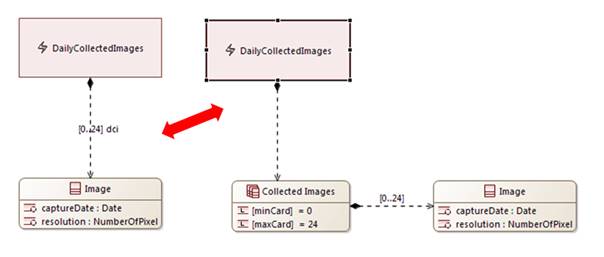 DailyCollectedImages
[0..24] dci
Image
captureDate : Date
resolution : NumberOfPixel
DailyCollectedImages
Collected Images
[minCard] = 0
[maxCard] = 24
[0..24]
Image
captureDate : Date
resolution : NumberOfPixel